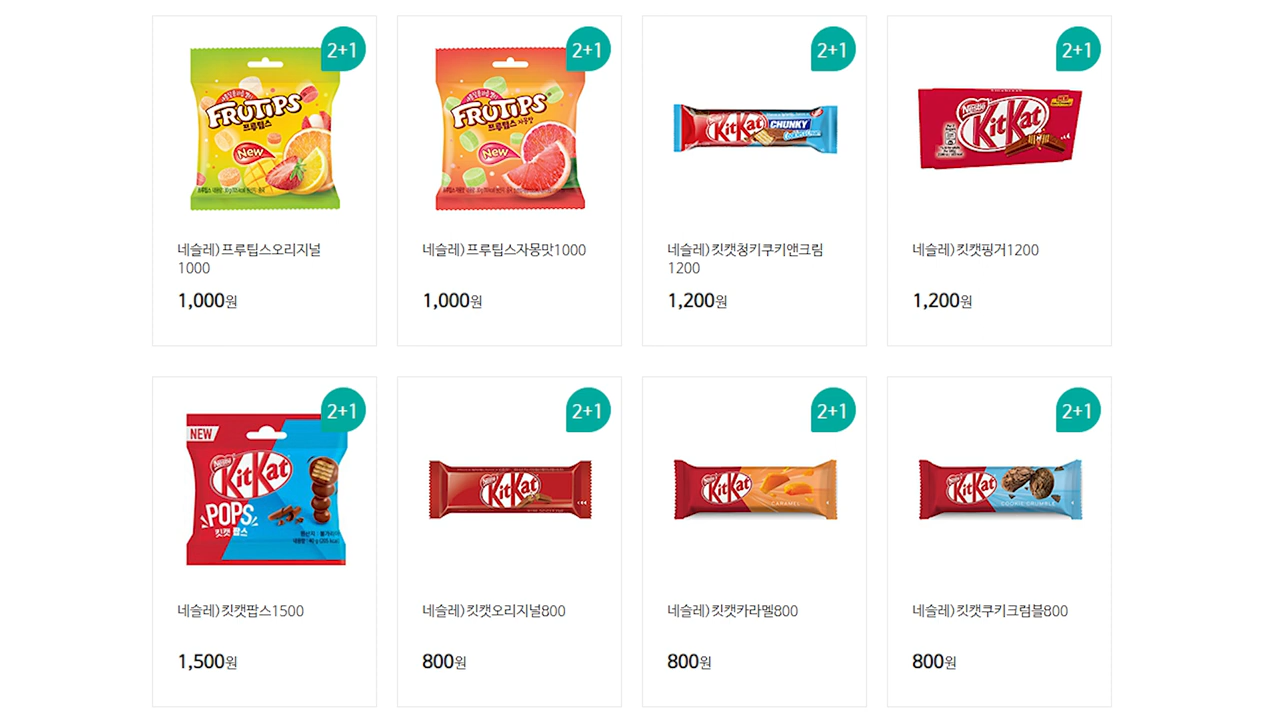 2+1
FRUTIPS
프루팁스
New
네슬레)프루팁스오리지널
1000
1,000원
2+1
FRUTIPS
프루팁스 자몽맛
New
네슬레)프루팁스자몽맛1000
1,000원
2+1
KitKat CHUNKY
네슬레)킷캣청키쿠키앤크림
1200
1,200원
2+1
Nestle
KitKat
네슬레)킷캣핑거1200
1,200원
2+1
NEW
Nestle
KitKat
POPS
킷캣 팝스
네슬레)킷캣팝스1500
1,500원
2+1
KitKat
네슬레)킷캣오리지널800
800원
2+1
KitKat
CARAMEL
네슬레)킷캣카라멜800
800원
2+1
KitKat
COOKIE CRUMBLE
네슬레)킷캣쿠키크럼블800
800원